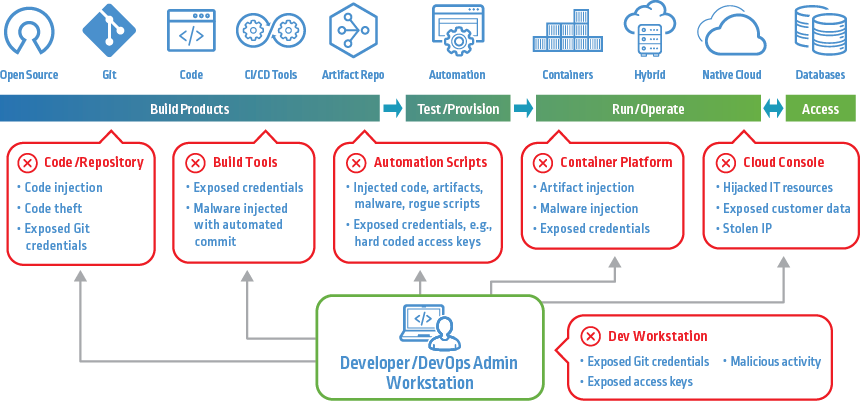 Open Source
Git
Code
CI/CD Tools
Artifact Repo
Automation
Containers
Hybrid
Native Cloud
Databases
Build Products
Test/Provision
Run/Operate
Access
Code/Repository
• Code injection
• Code theft
• Exposed Git
credentials
Build Tools
• Exposed credentials
• Malware injected
with automated
commit
Automation Scripts
• Injected code, artifacts,
malware, rogue scripts
• Exposed credentials, e.g.,
hard coded access keys
Container Platform
• Artifact injection
• Malware injection
• Exposed credentials
Cloud Console
• Hijacked IT resources
• Exposed customer data
• Stolen IP
</>
</>
Developer/DevOps Admin
Workstation
Dev Workstation
• Exposed Git credentials
• Malicious activity
• Exposed access keys